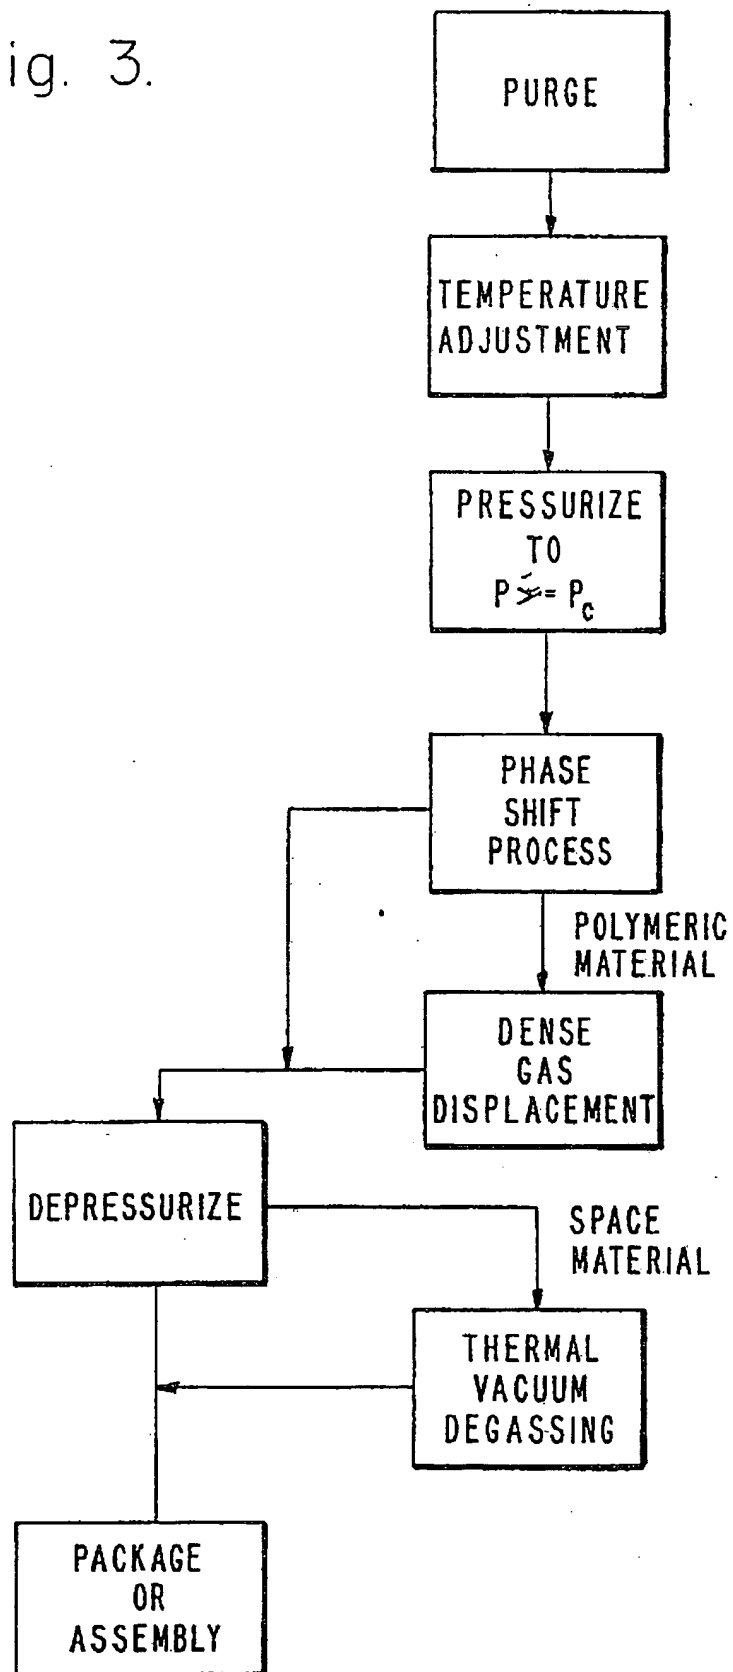 ig. 3.
PURGE
TEMPERATURE
ADJUSTMENT
PRESSURIZE
TO
P >= Pc
PHASE
SHIFT
PROCESS
POLYMERIC
MATERIAL
DENSE
GAS
DISPLACEMENT
DEPRESSURIZE
SPACE
MATERIAL
THERMAL
VACUUM
DEGASSING
PACKAGE
OR
ASSEMBLY